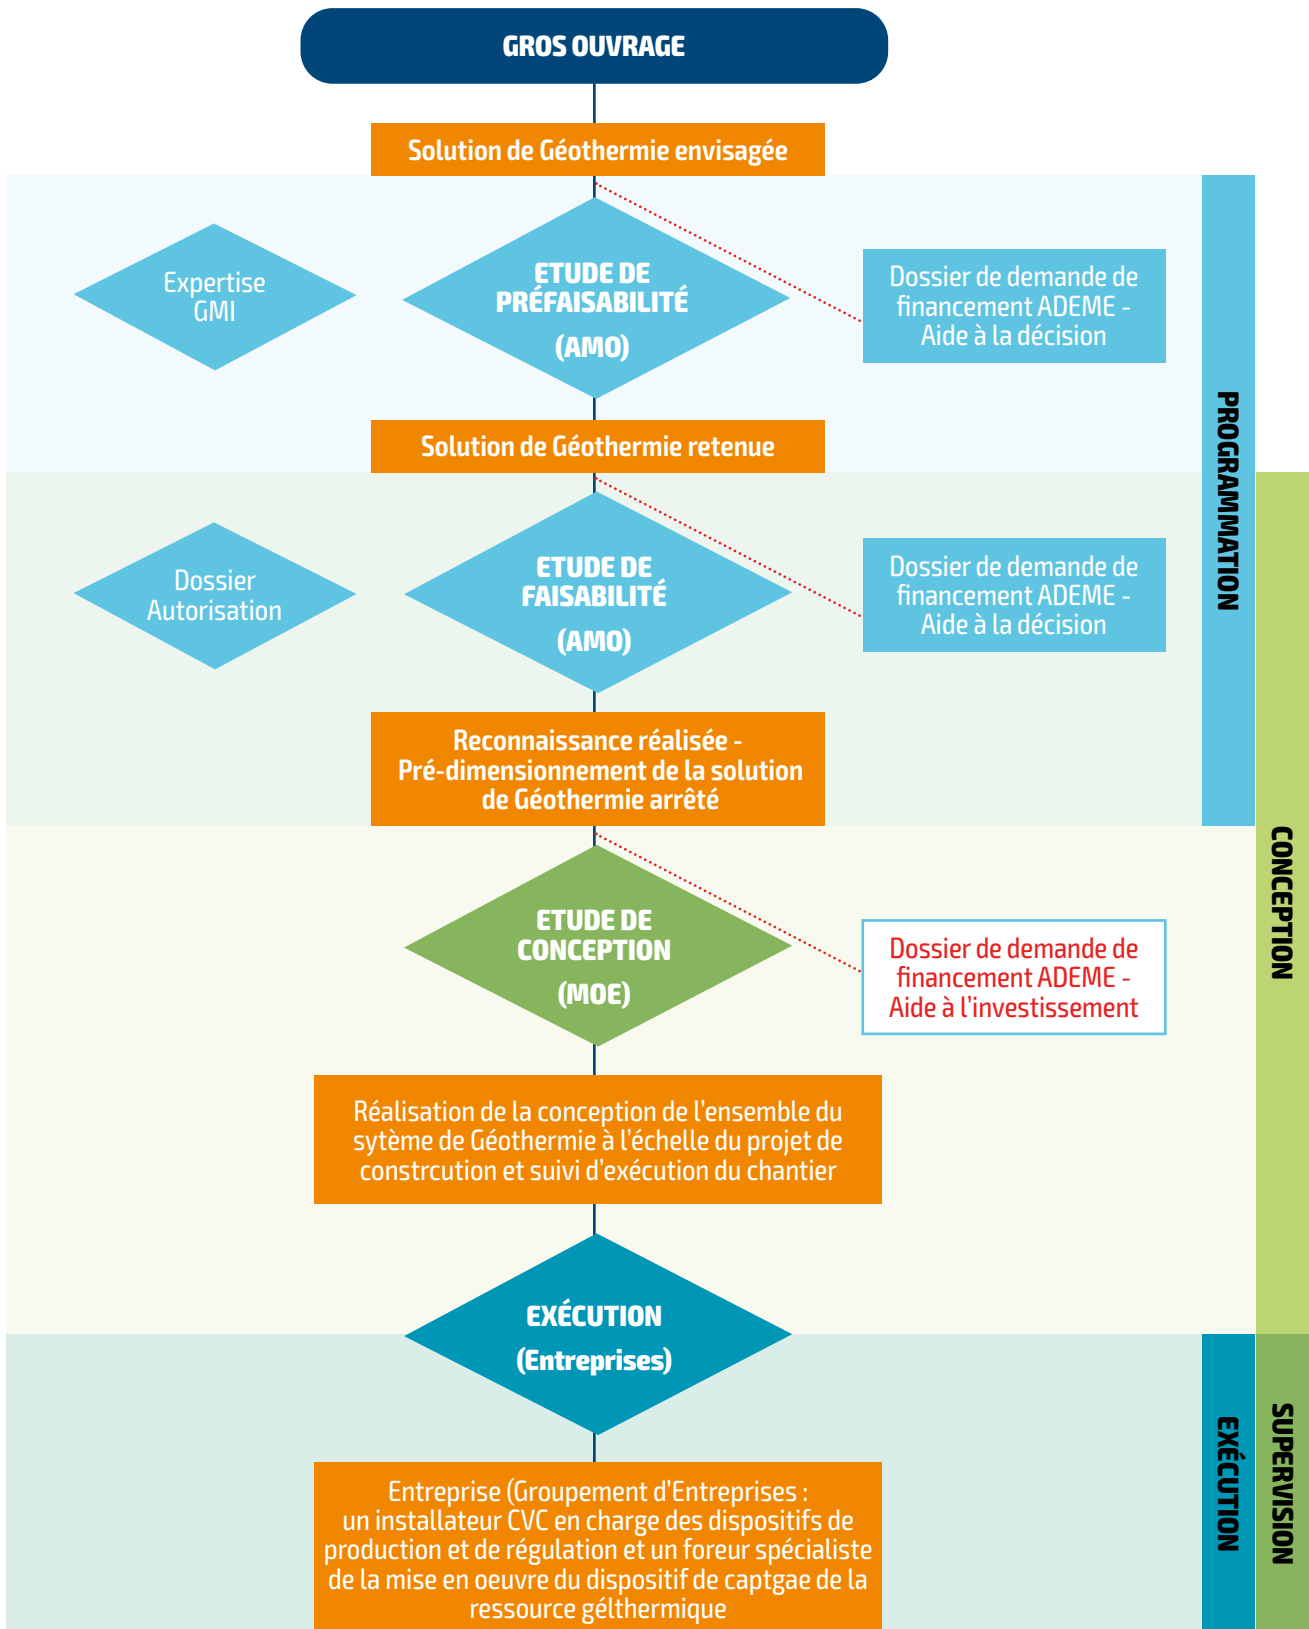 GROS OUVRAGE
Solution de Géothermie envisagée
Expertise
GMI
ETUDE DE
PRÉFAISABILITÉ
(AMO)
Dossier de demande de
financement ADEME -
Aide à la décision
PROGRAMMATION
Solution de Géothermie retenue
Dossier
Autorisation
ETUDE DE
FAISABILITÉ
(AMO)
Dossier de demande de
financement ADEME -
Aide à la décision
Reconnaissance réalisée -
Pré-dimensionnement de la solution
de Géothermie arrêté
CONCEPTION
ETUDE DE
CONCEPTION
(MOE)
Dossier de demande de
financement ADEME -
Aide à l'investissement
Réalisation de la conception de l'ensemble du
sytème de Géothermie à l'échelle du projet de
constrcution et suivi d'exécution du chantier
EXÉCUTION
(Entreprises)
EXÉCUTION
SUPERVISION
Entreprise (Groupement d'Entreprises :
un installateur CVC en charge des dispositifs de
production et de régulation et un foreur spécialiste
de la mise en oeuvre du dispositif de captgae de la
ressource gélthermique